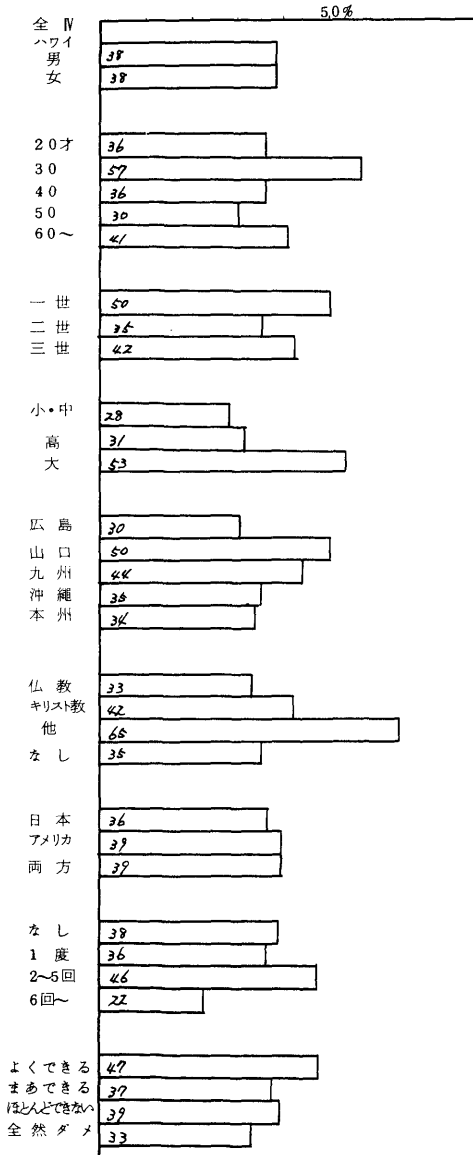 5,0%
全 Ⅳ
ハワイ
男 38
女 38
20才 36
30 57
40 36
50 30
60~ 41
一世 50
二世 35
三世 42
小・中 28
高 31
大 53
広島 30
山口 50
九州 44
沖縄 35
本州 34
仏教 33
キリスト教 42
他 65
なし 35
日本 36
アメリカ 39
両方 39
なし 38
1度 36
2~5回 46
6回~ 22
よくできる 47
まあできる 37
ほとんどできない 39
全然ダメ 33